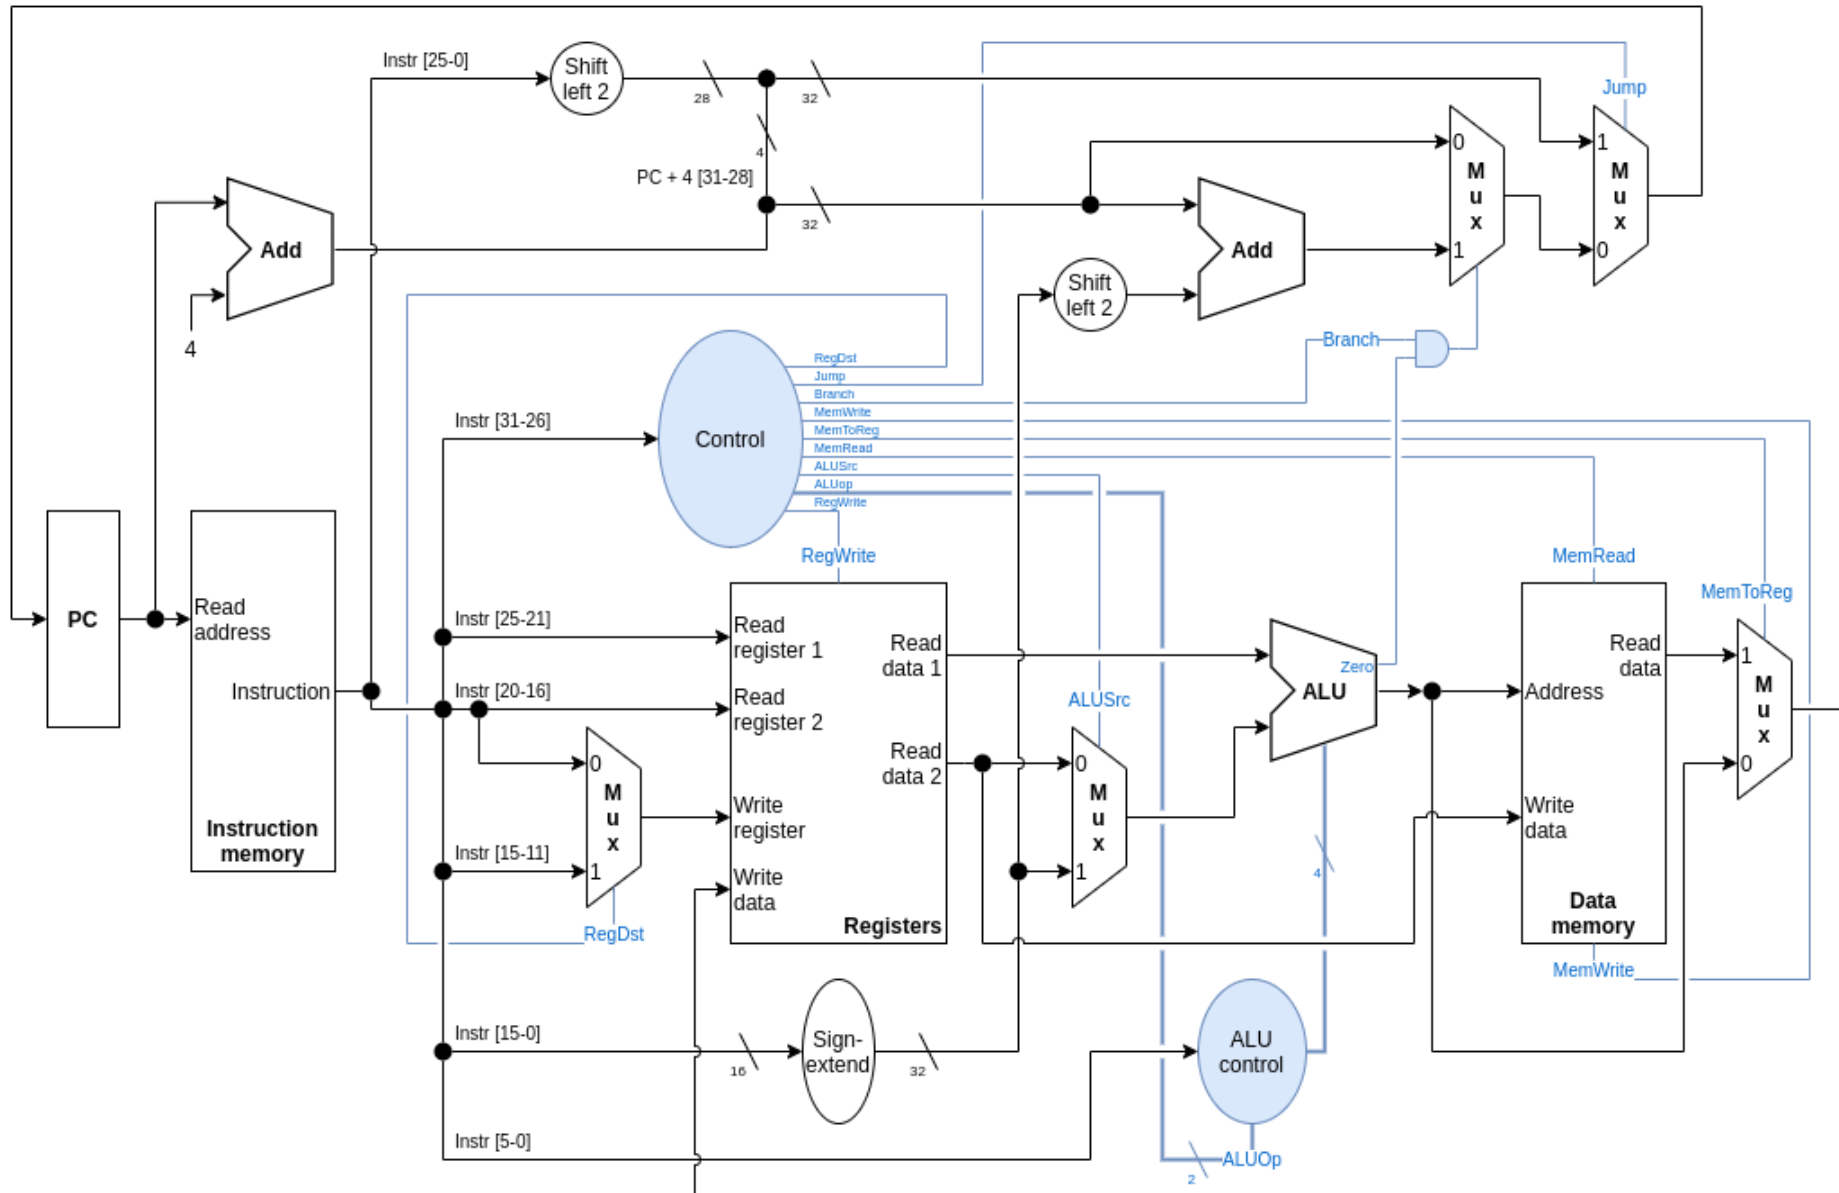 Instr [25-0]
Shift
left 2
28
32
4
PC + 4 [31-28]
32
Jump
0
M
u
x
1
1
M
u
x
0
Add
4
Add
Shift
left 2
Branch
Control
RegDst
Jump
Branch
MemWrite
MemToReg
MemRead
ALUSrc
ALUop
RegWrite
Instr [31-26]
RegWrite
MemRead
MemToReg
PC
Read
address
Instruction
Instruction
memory
Instr [25-21]
Instr [20-16]
Instr [15-11]
Instr [15-0]
Instr [5-0]
0
M
u
x
1
RegDst
Read
register 1
Read
register 2
Write
register
Write
data
Read
data 1
Read
data 2
Registers
ALUSrc
0
M
u
x
1
Zero
ALU
4
Address
Read
data
Write
data
Data
memory
MemWrite
1
M
u
x
0
16
Sign-
extend
32
ALU
control
2
ALUOp